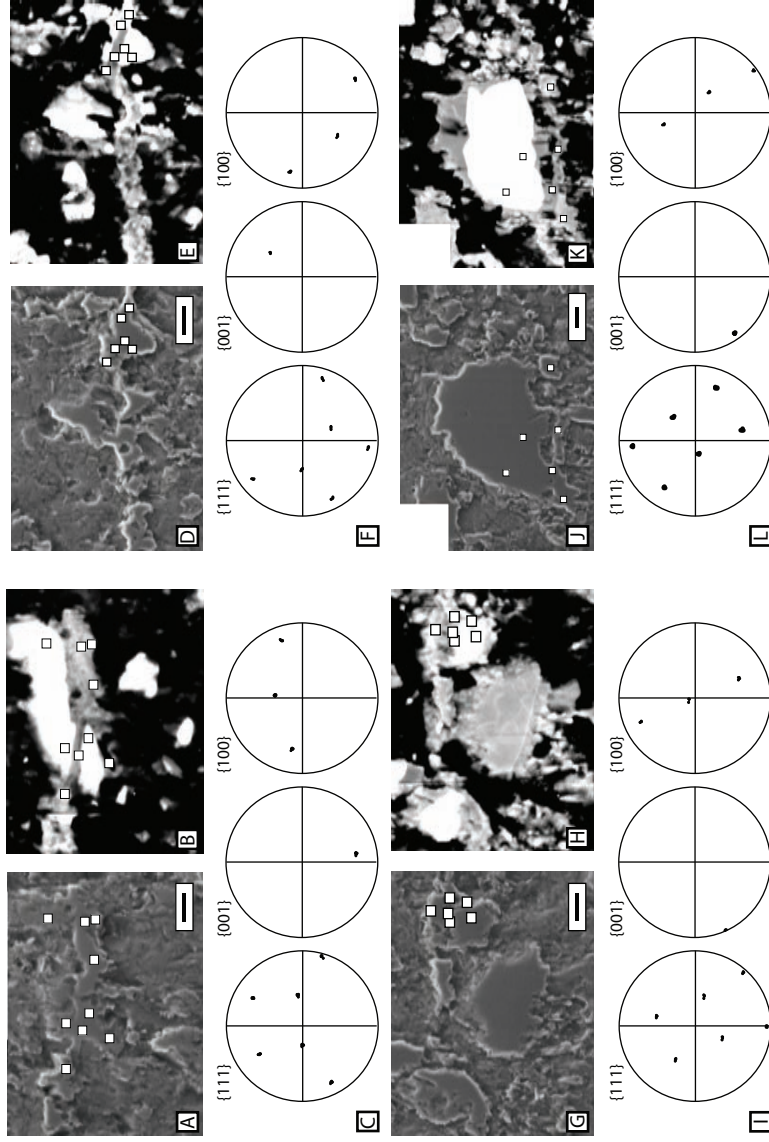 A
B
{111}
{001}
{100}
C
D
E
{111}
{001}
{100}
F
G
H
{111}
{001}
{100}
I
J
K
{111}
{001}
{100}
L